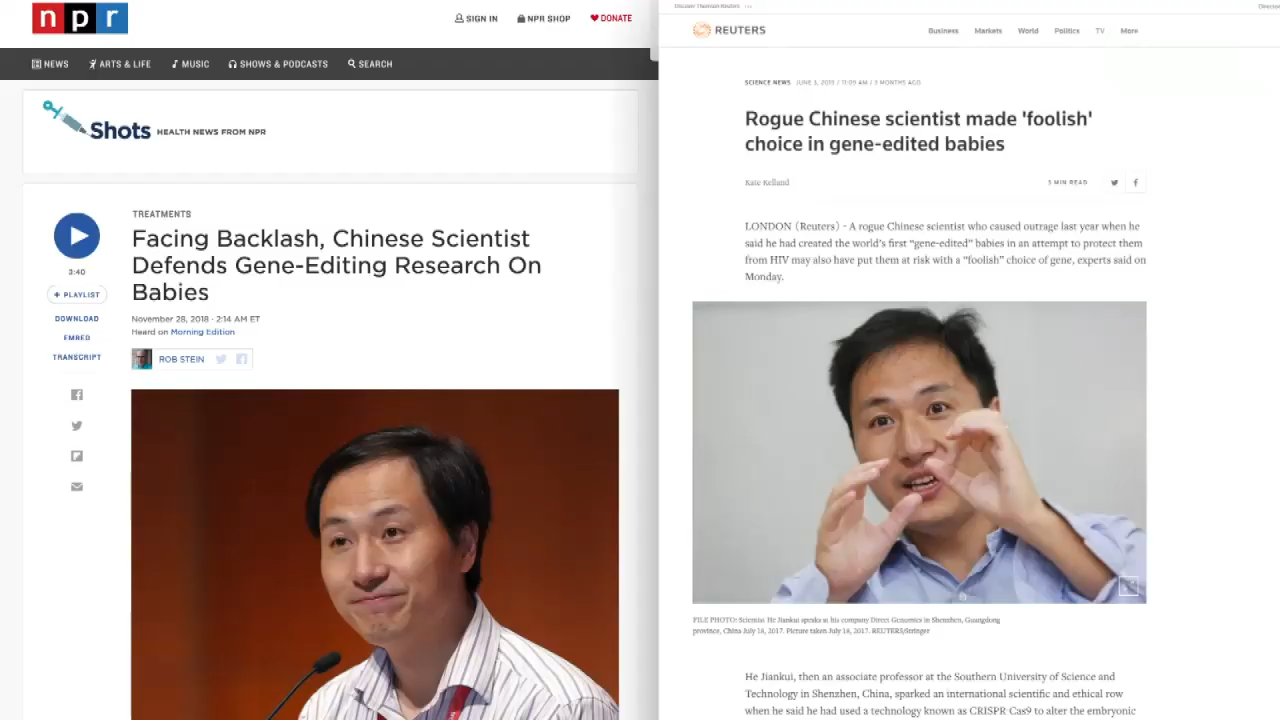 npr
SIGN IN
NPR SHOP
DONATE
NEWS
ARTS & LIFE
MUSIC
SHOWS & PODCASTS
SEARCH
Shots HEALTH NEWS FROM NPR
TREATMENTS
Facing Backlash, Chinese Scientist
Defends Gene-Editing Research On
Babies
November 28, 2018 · 2:14 AM ET
Heard on Morning Edition
ROB STEIN
3:40
+ PLAYLIST
DOWNLOAD
EMBED
TRANSCRIPT
Discover Thomson Reuters
REUTERS
Business
Markets
World
Politics
TV
More
SCIENCE NEWS JUNE 3, 2019 / 11:09 AM / 3 MONTHS AGO
Rogue Chinese scientist made 'foolish'
choice in gene-edited babies
Kate Kelland
3 MIN READ
LONDON (Reuters) - A rogue Chinese scientist who caused outrage last year when he
said he had created the world's first “gene-edited” babies in an attempt to protect them
from HIV may also have put them at risk with a “foolish” choice of gene, experts said on
Monday.
FILE PHOTO: Scientist He Jiankui speaks at his company Direct Genomics in Shenzhen, Guangdong
province, China July 18, 2017. Picture taken July 18, 2017. REUTERS/Stringer
He Jiankui, then an associate professor at the Southern University of Science and
Technology in Shenzhen, China, sparked an international scientific and ethical row
when he said he had used a technology known as CRISPR Cas9 to alter the embryonic